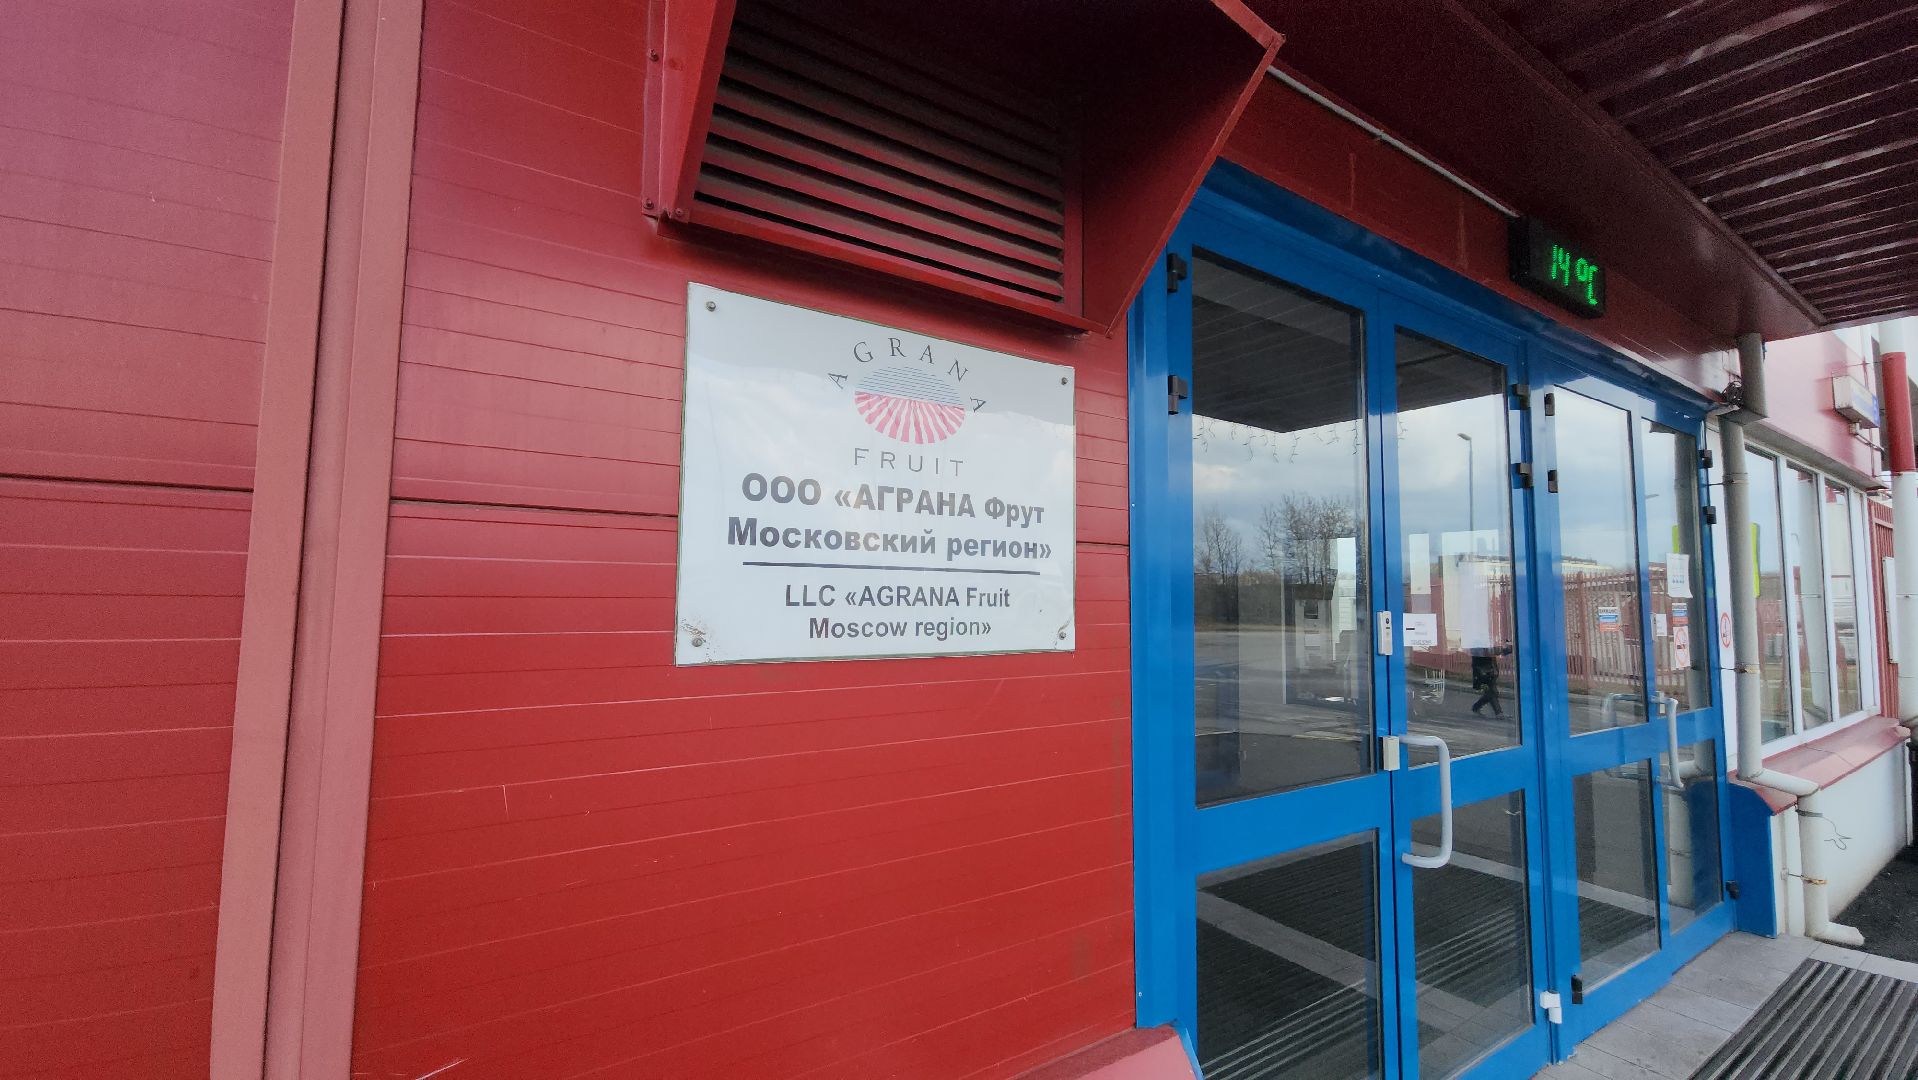 AGRANA
FRUIT
ООО «АГРАНА Фрут
Московский регион»
LLC «AGRANA Fruit
Moscow region»
14°C